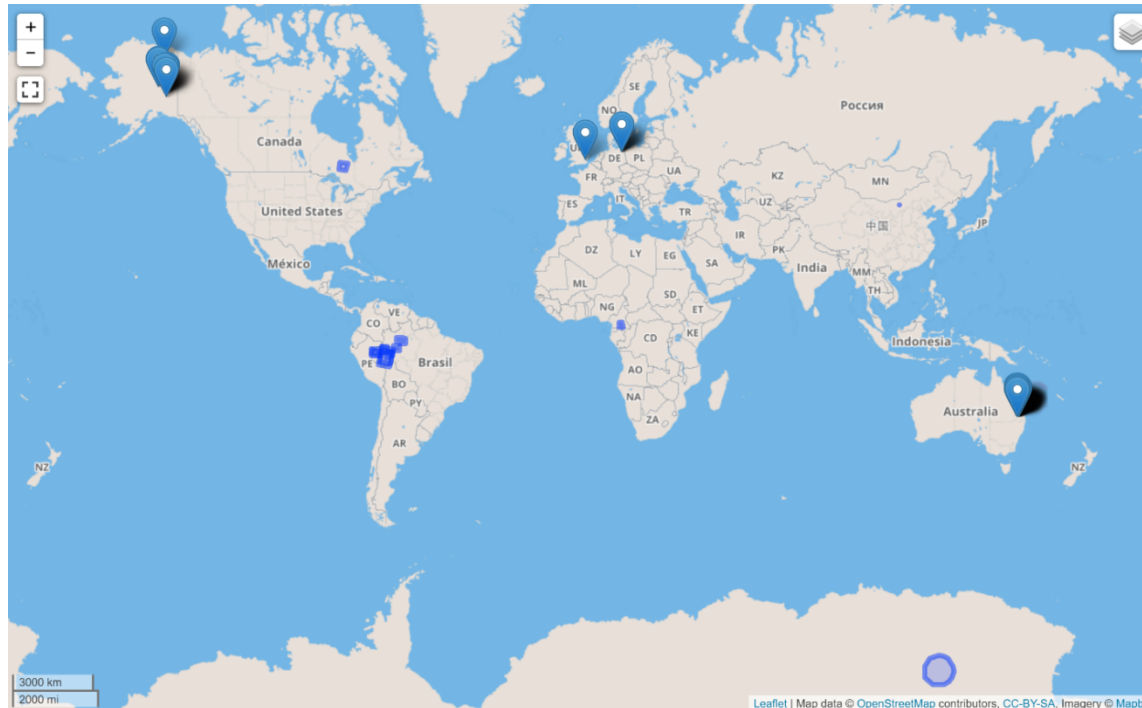 +
−
SE
NO
Россия
Canada
U
DE
PL
FR
UA
KZ
MN
IT
United States
ES
TR
UZ
中国
JP
IR
DZ
LY
EG
PK
México
SA
India
MM
ML
TH
NG
SD
ET
VE
CO
CD
KE
Indonesia
PE
Brasil
BO
AO
PY
NA
Australia
ZA
AR
NZ
NZ
3000 km
2000 mi
Leaflet | Map data © OpenStreetMap contributors, CC-BY-SA, Imagery © Mapb